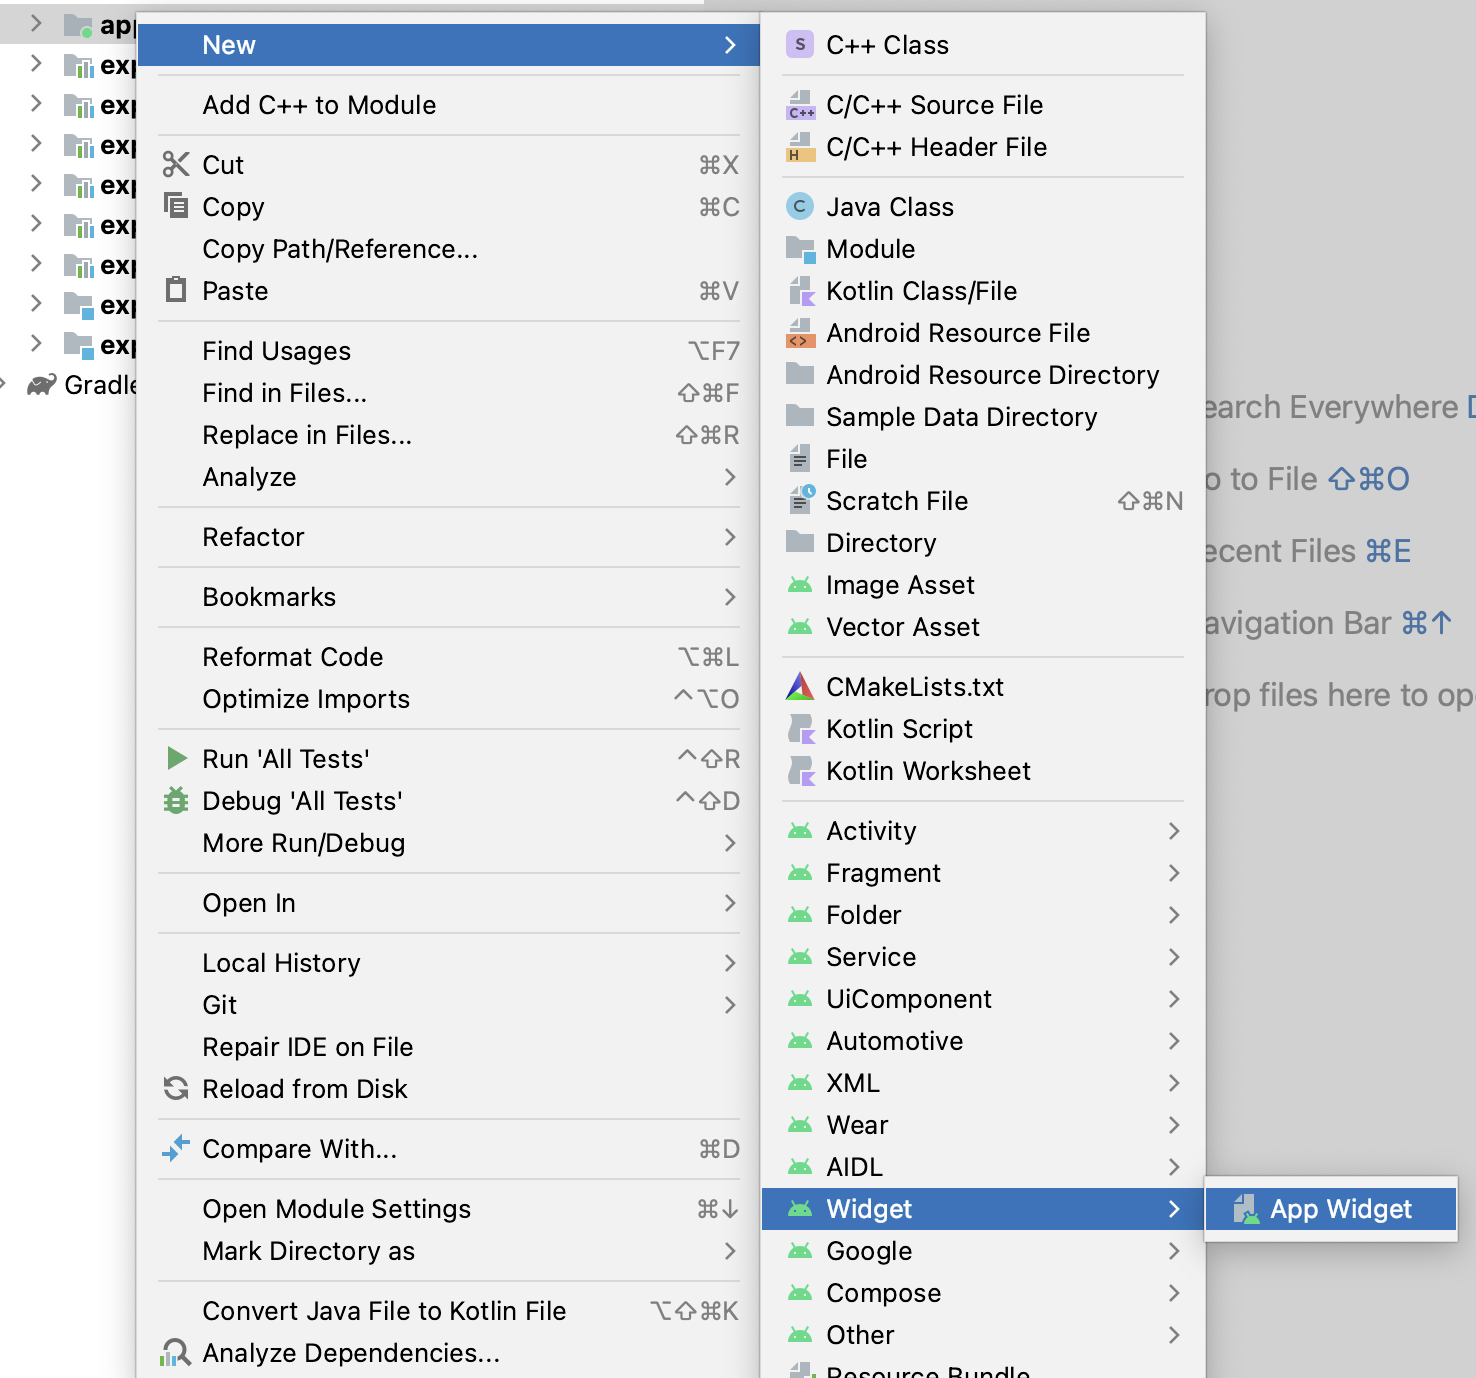 app
exp
exp
exp
exp
exp
exp
exp
exp
Gradle
New
Add C++ to Module
Cut ⌘X
Copy ⌘C
Copy Path/Reference...
Paste ⌘V
Find Usages ⌥F7
Find in Files... ⇧⌘F
Replace in Files... ⇧⌘R
Analyze
Refactor
Bookmarks
Reformat Code ⌥⌘L
Optimize Imports ^⌥O
Run 'All Tests' ^⇧R
Debug 'All Tests' ^⇧D
More Run/Debug
Open In
Local History
Git
Repair IDE on File
Reload from Disk
Compare With... ⌘D
Open Module Settings ⌘↓
Mark Directory as
Convert Java File to Kotlin File ⌥⇧⌘K
Analyze Dependencies...
S C++ Class
C++ C/C++ Source File
H C/C++ Header File
C Java Class
Module
Kotlin Class/File
<> Android Resource File
Android Resource Directory
Sample Data Directory
File
Scratch File ⇧⌘N
Directory
Image Asset
Vector Asset
CMakeLists.txt
Kotlin Script
Kotlin Worksheet
Activity
Fragment
Folder
Service
UiComponent
Automotive
XML
Wear
AIDL
Widget
Google
Compose
Other
Resource Bundle
App Widget
earch Everywhere D
o to File ⇧⌘O
ecent Files ⌘E
avigation Bar ⌘↑
rop files here to op